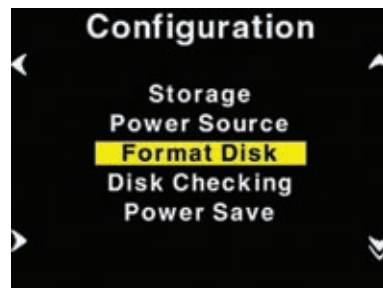 Configuration
Storage
Power Source
Format Disk
Disk Checking
Power Save